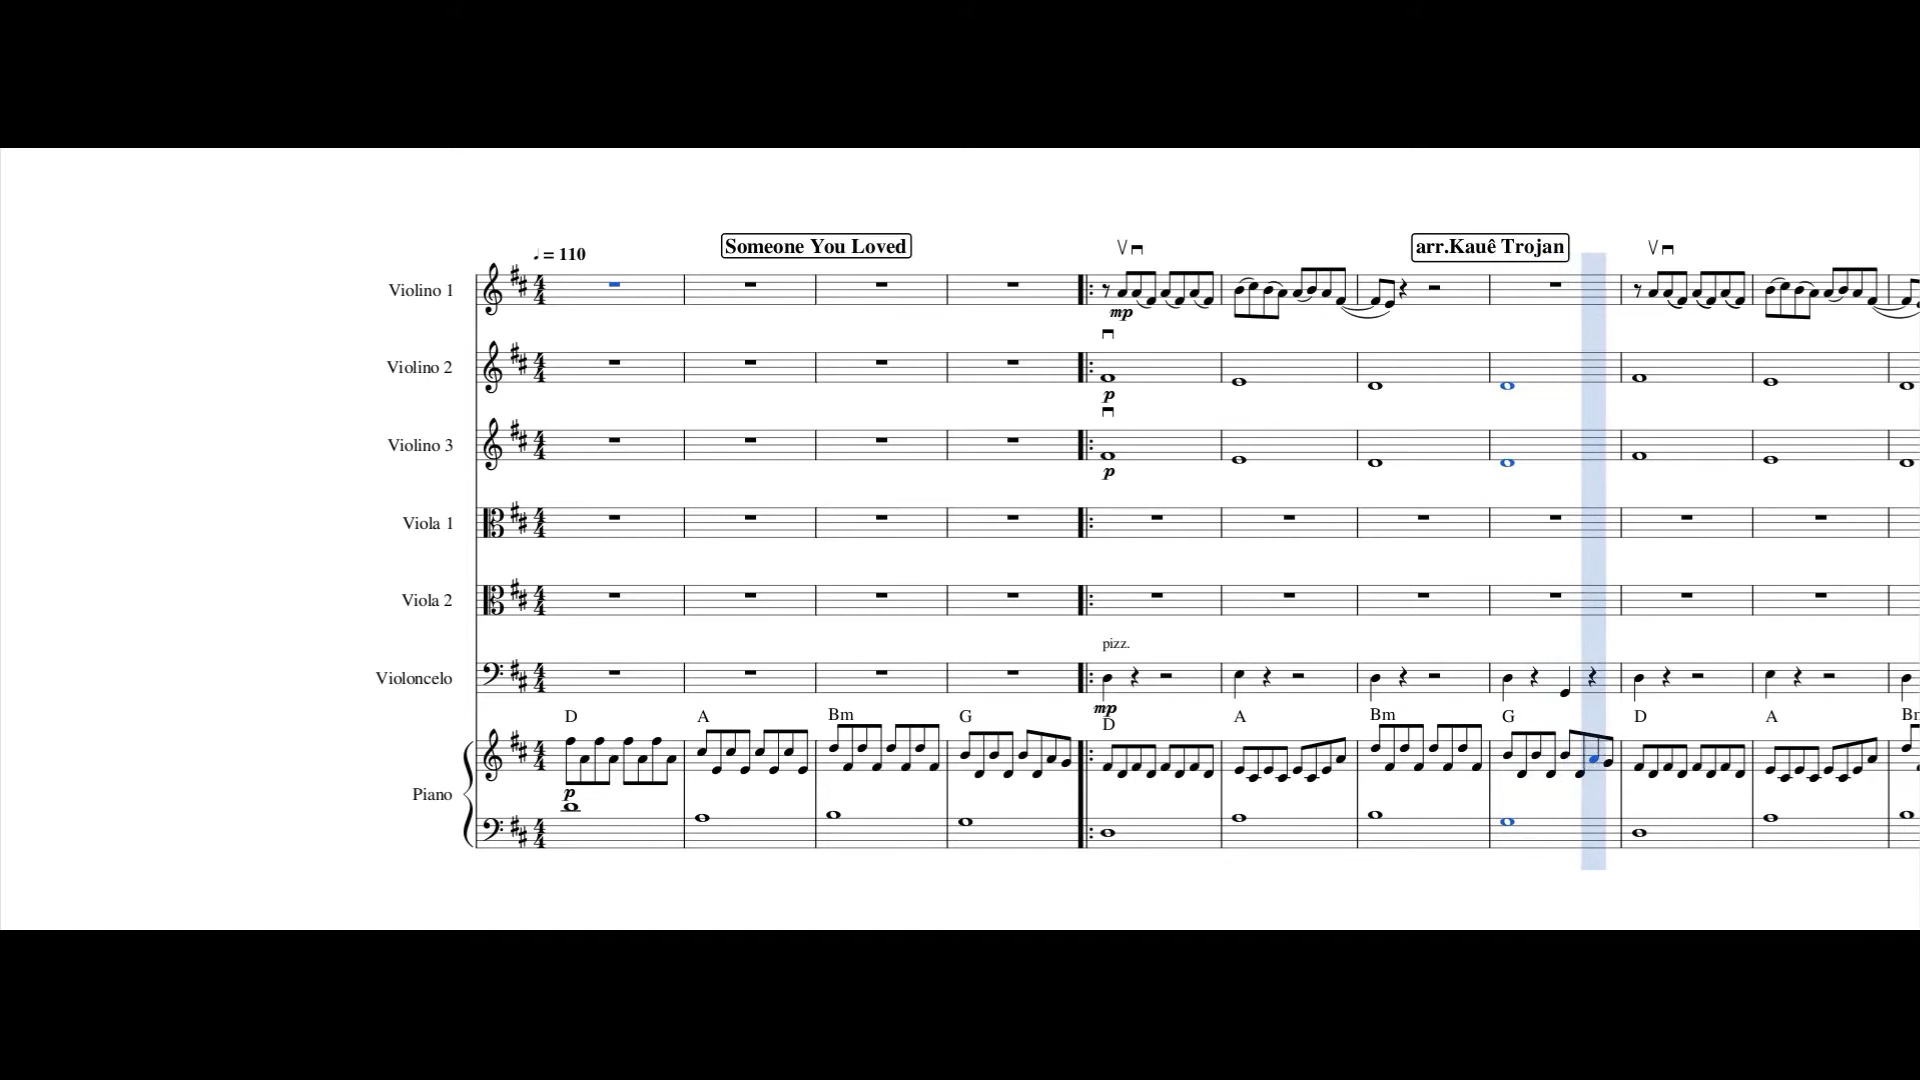 ♩ = 110
Someone You Loved
arr.Kauê Trojan
Violino 1
mp
Violino 2
p
Violino 3
p
Viola 1
Viola 2
pizz.
Violoncelo
mp
D A Bm G D A Bm G D A
Piano
p